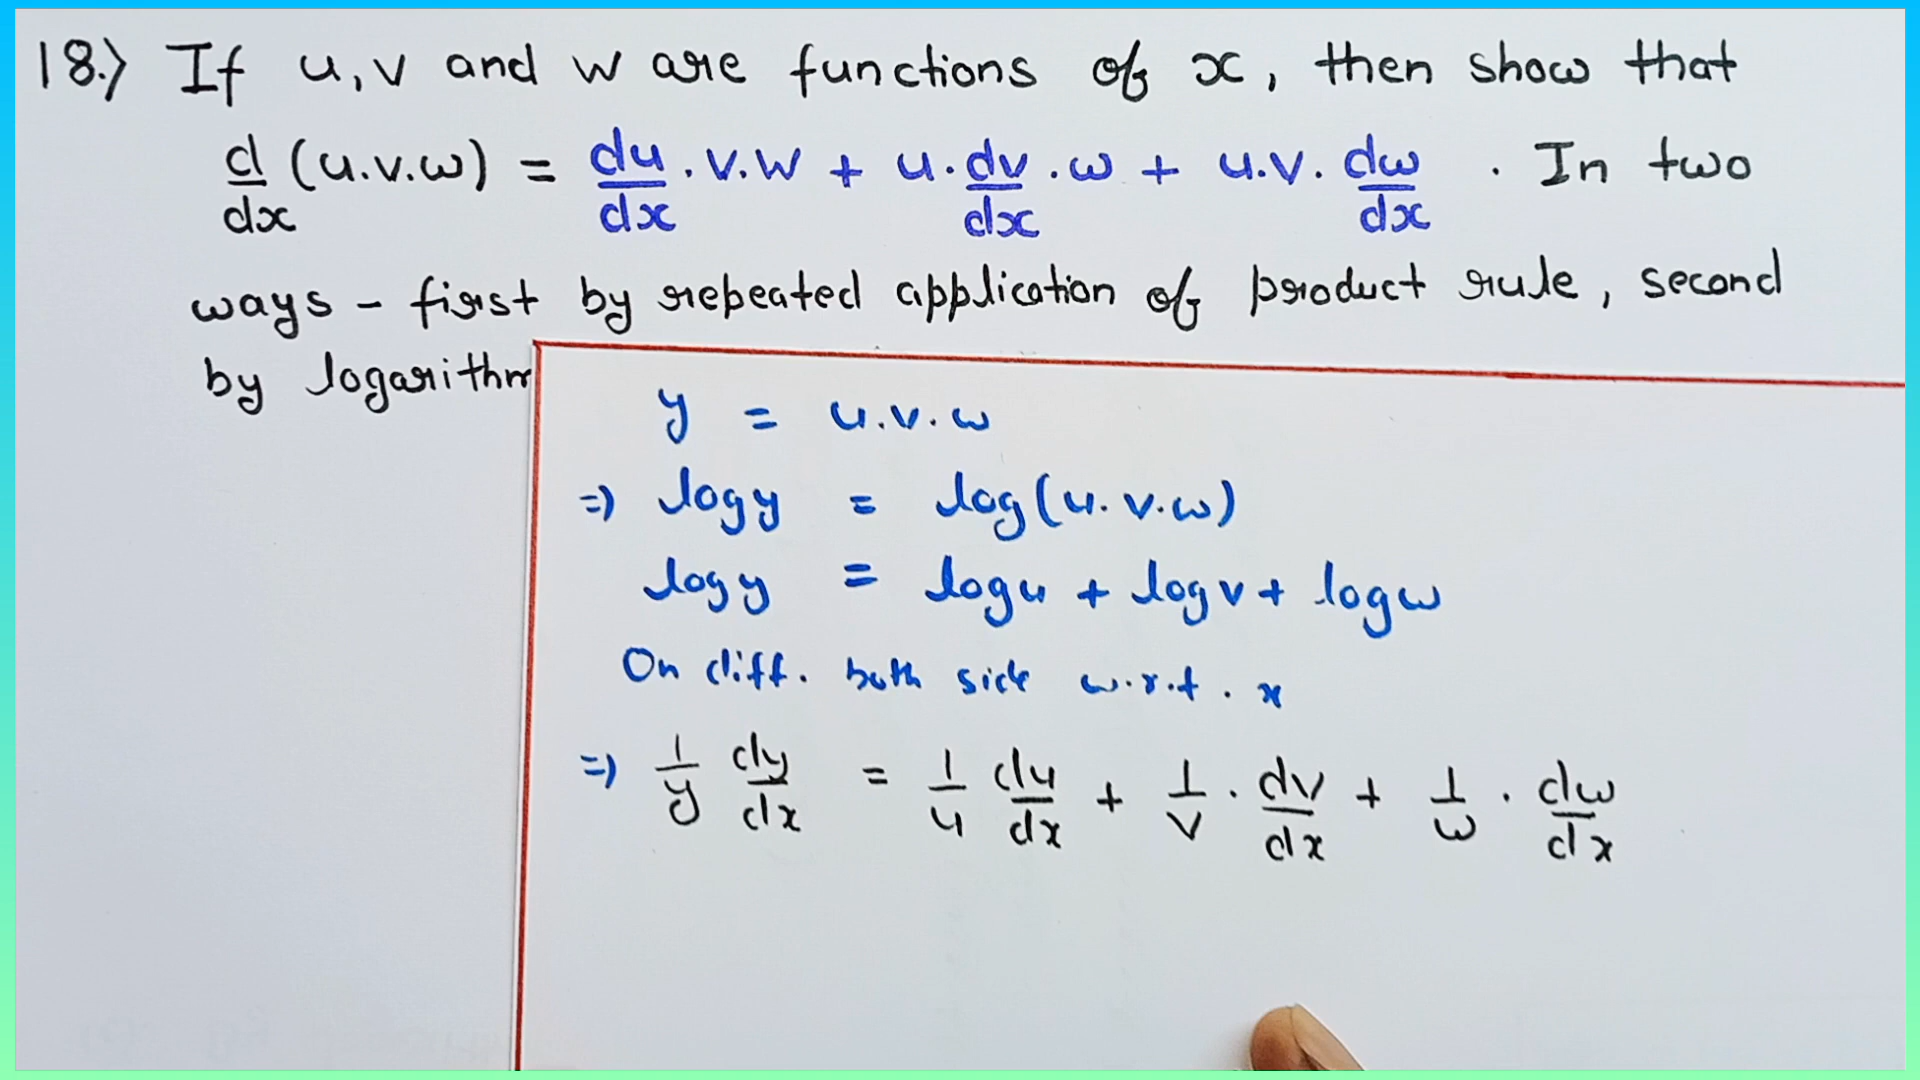 18.) If u, v and w are functions of x, then show that
d/dx (u.v.w) = du/dx . v.w + u. dv/dx . w + u.v. dw/dx . In two
ways - first by repeated application of product rule, second
by logarithm
y = u.v.w
=> log y = log(u.v.w)
log y = log u + log v + log w
On diff. both side w.r.t. x
=> 1/y dy/dx = 1/u du/dx + 1/v . dv/dx + 1/w . dw/dx